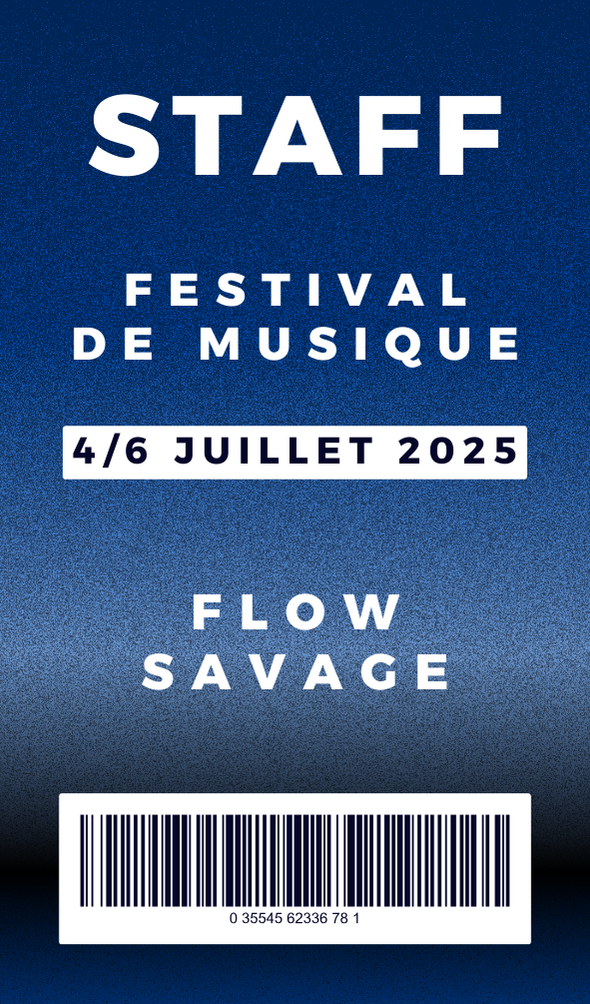 STAFF
FESTIVAL
DE MUSIQUE
4/6 JUILLET 2025
FLOW
SAVAGE
0 35545 62336 78 1